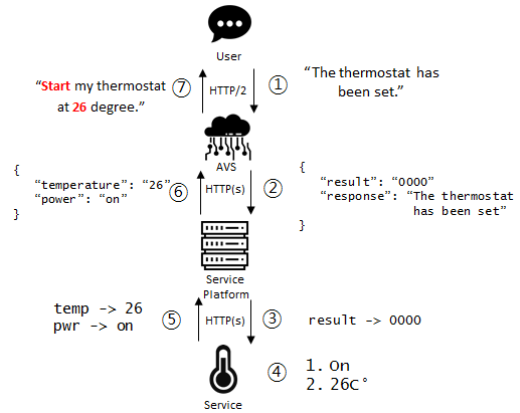 User
“Start my thermostat
at 26 degree.”
⑦
HTTP/2
①
“The thermostat has
been set.”
AVS
{
“temperature”: “26”
“power”: “on”
}
⑥
HTTP(s)
②
{
“result”: “0000”
“response”: “The thermostat
has been set”
}
Service
Platform
temp -> 26
pwr -> on
⑤
HTTP(s)
③
result -> 0000
④
1. On
2. 26C°
Service